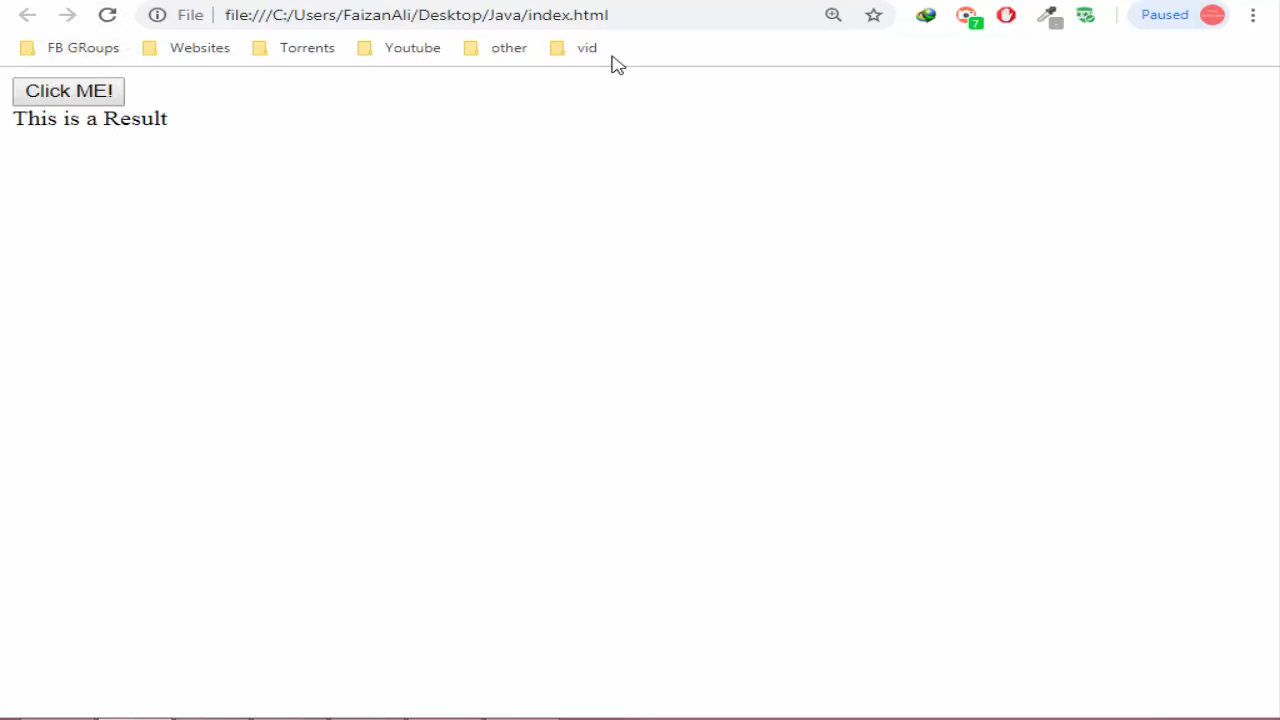 File file:///C:/Users/FaizanAli/Desktop/Java/index.html Paused
7
FB GRoups Websites Torrents Youtube other vid
Click ME!
This is a Result